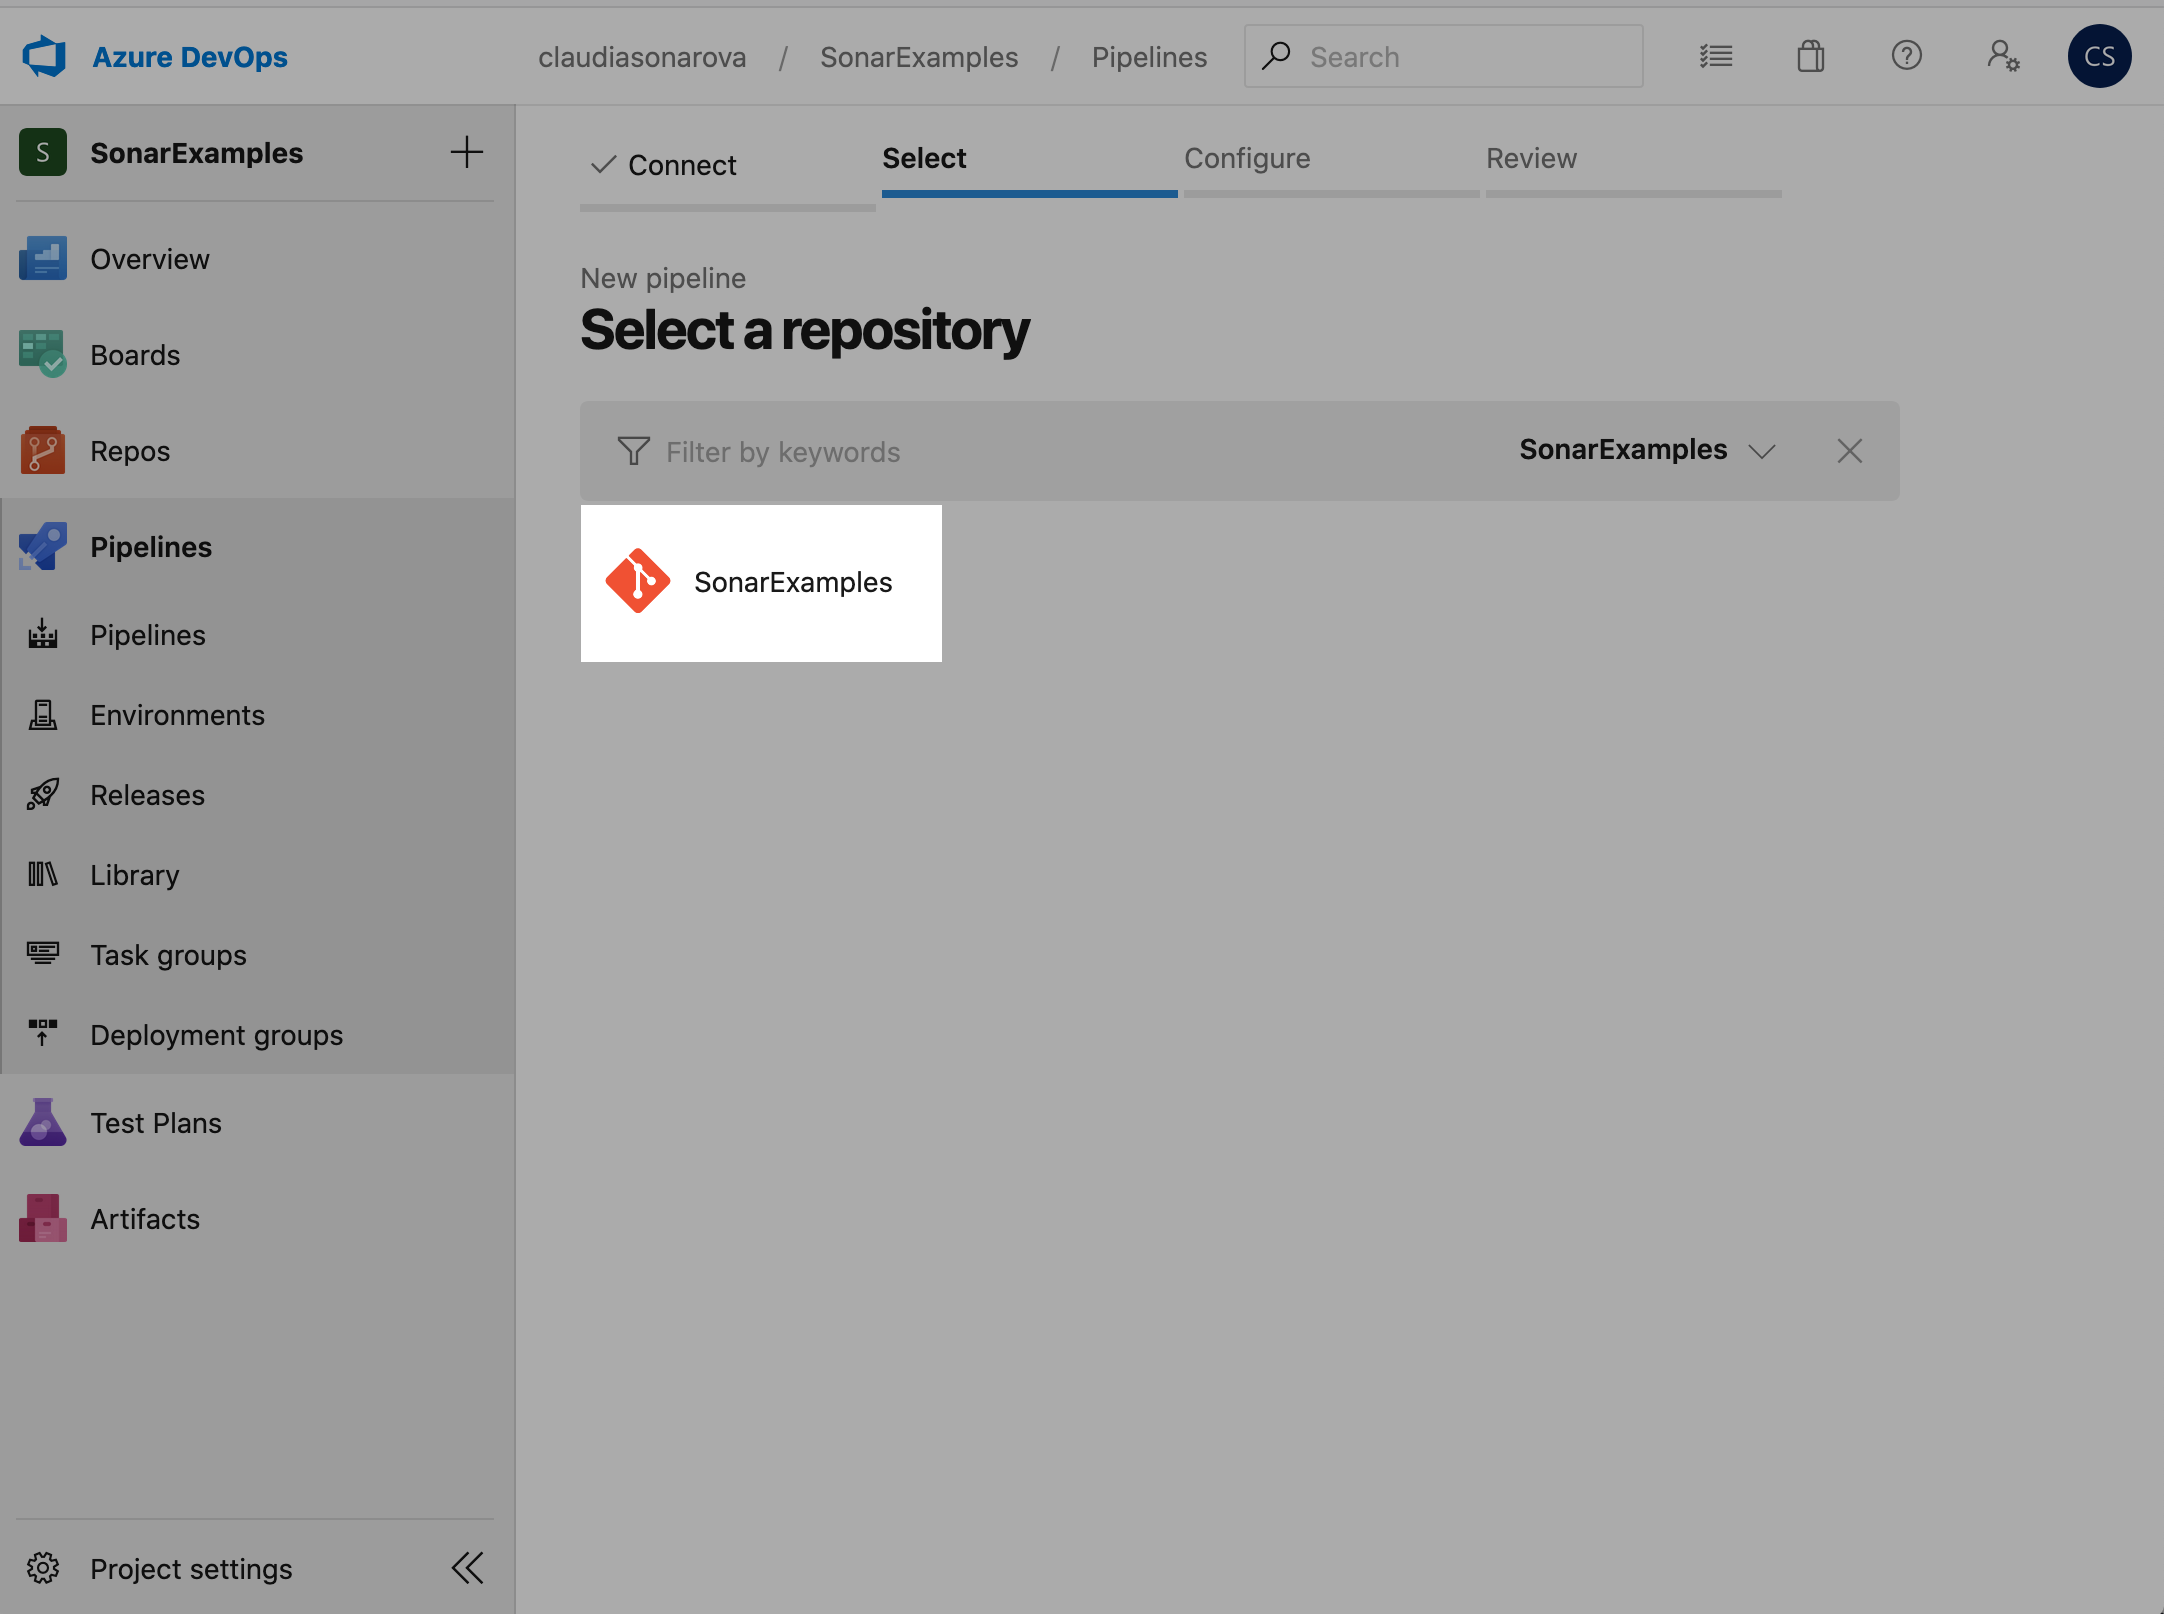 Azure DevOps
claudiasonarova / SonarExamples / Pipelines
Search
CS
S
SonarExamples
Overview
Boards
Repos
Pipelines
Pipelines
Environments
Releases
Library
Task groups
Deployment groups
Test Plans
Artifacts
Project settings
Connect
Select
Configure
Review
New pipeline
Select a repository
Filter by keywords
SonarExamples
SonarExamples